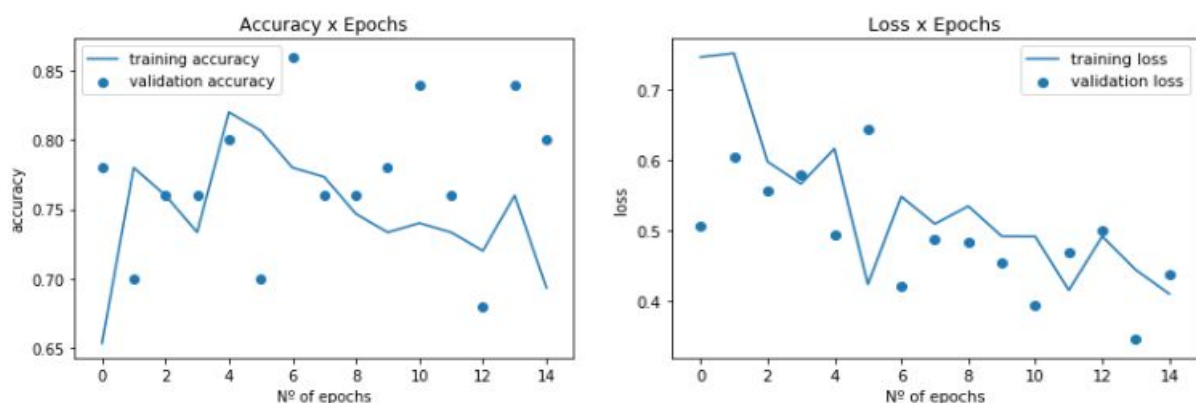 Accuracy x Epochs
training accuracy
validation accuracy
0.85
0.80
0.75
0.70
0.65
accuracy
0 2 4 6 8 10 12 14
Nº of epochs
Loss x Epochs
training loss
validation loss
0.7
0.6
0.5
0.4
loss
0 2 4 6 8 10 12 14
Nº of epochs